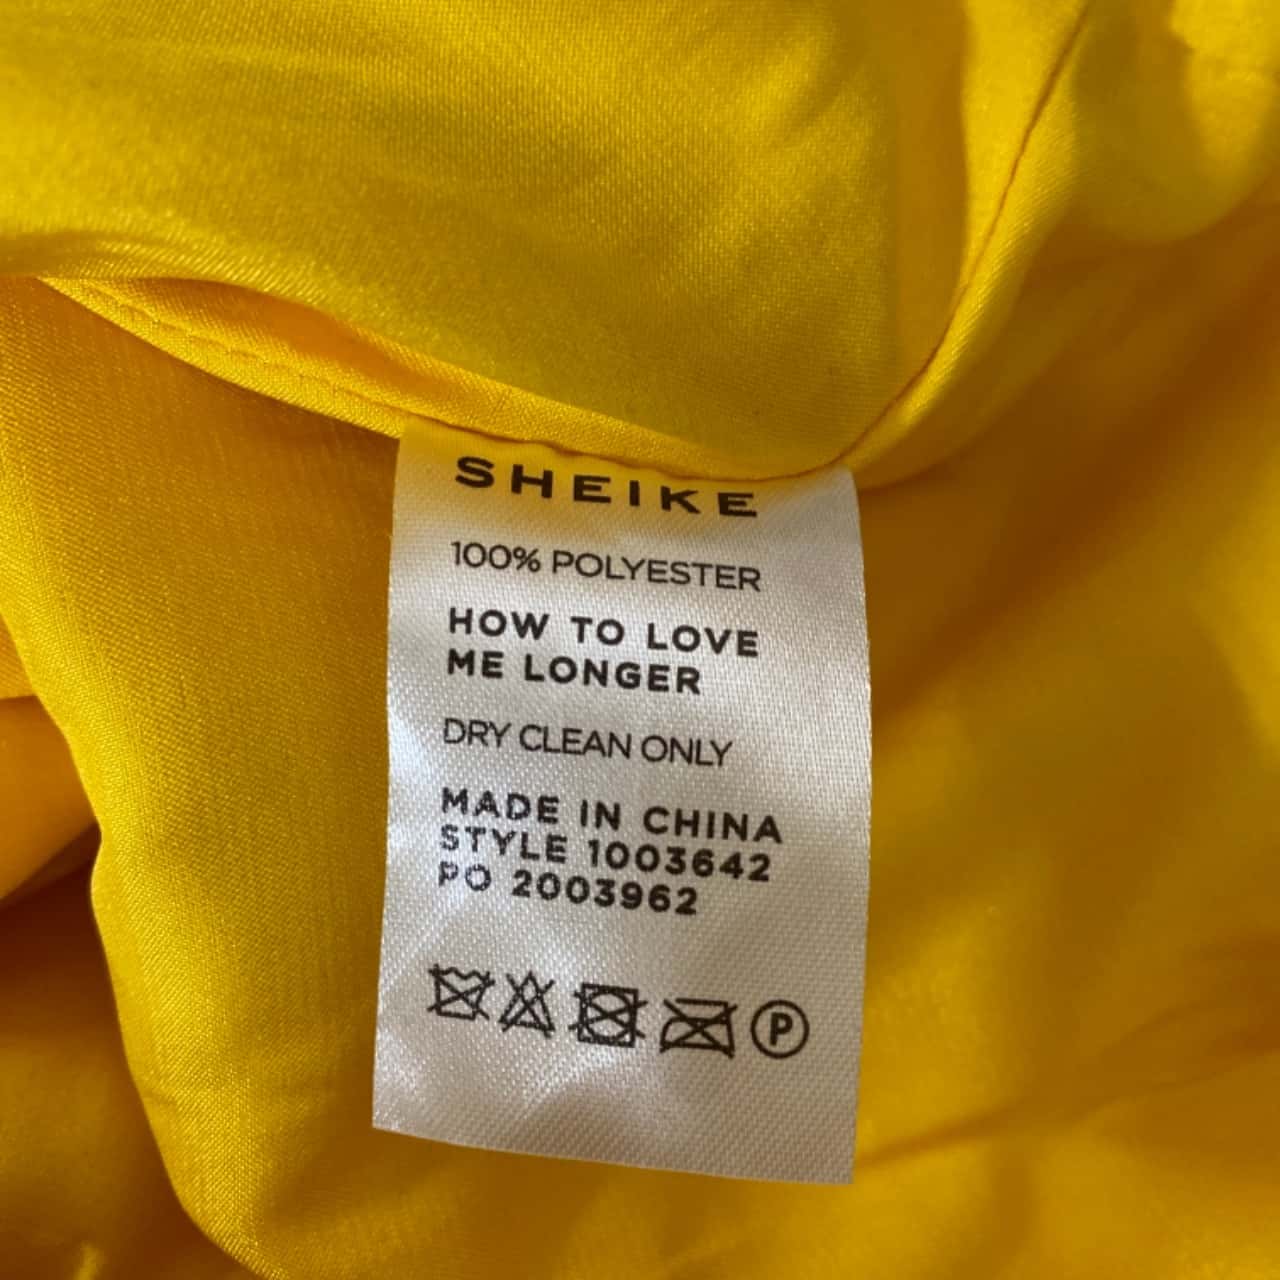 SHEIKE
100% POLYESTER
HOW TO LOVE
ME LONGER
DRY CLEAN ONLY
MADE IN CHINA
STYLE 1003642
PO 2003962
P